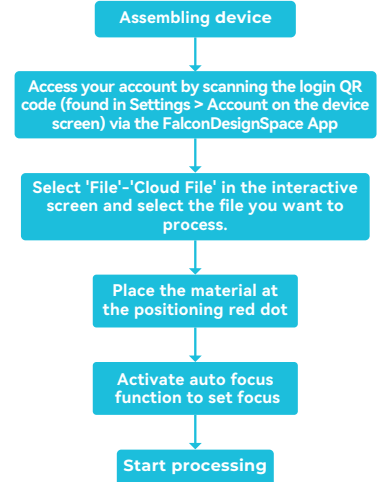 Assembling device
Access your account by scanning the login QR
code (found in Settings > Account on the device
screen) via the FalconDesignSpace App
Select 'File'-'Cloud File' in the interactive
screen and select the file you want to
process.
Place the material at
the positioning red dot
Activate auto focus
function to set focus
Start processing